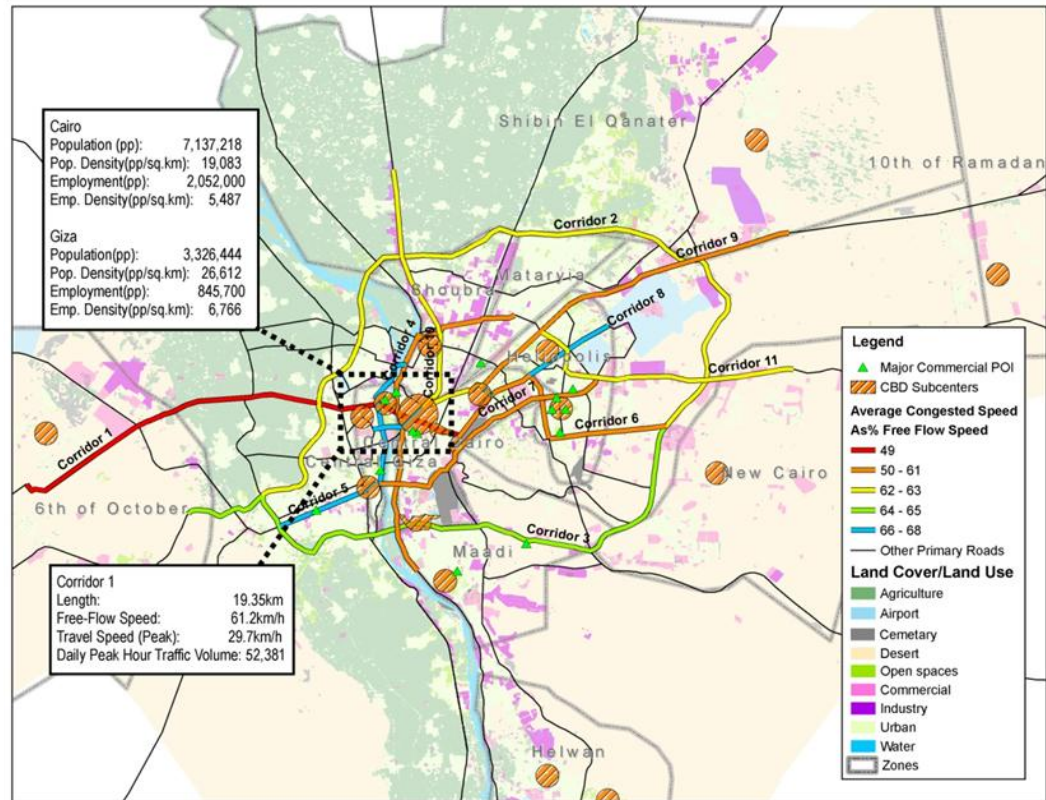 Shibin El Qanater
10th of Ramadan
Cairo
Population (pp): 7,137,218
Pop. Density(pp/sq.km): 19,083
Employment(pp): 2,052,000
Emp. Density(pp/sq.km): 5,487
Giza
Population(pp): 3,326,444
Pop. Density(pp/sq.km): 26,612
Employment(pp): 845,700
Emp. Density(pp/sq.km): 6,766
Corridor 2
Corridor 9
Mataryia
Shoubra
Corridor 8
Corridor 4
Corridor 10
Heliopolis
Corridor 7
Corridor 11
Corridor 1
Corridor 6
Central Cairo
Central Giza
New Cairo
Corridor 5
6th of October
Corridor 3
Maadi
Helwan
Corridor 1
Length: 19.35km
Free-Flow Speed: 61.2km/h
Travel Speed (Peak): 29.7km/h
Daily Peak Hour Traffic Volume: 52,381
Legend
Major Commercial POI
CBD Subcenters
Average Congested Speed
As% Free Flow Speed
49
50 - 61
62 - 63
64 - 65
66 - 68
Other Primary Roads
Land Cover/Land Use
Agriculture
Airport
Cemetary
Desert
Open spaces
Commercial
Industry
Urban
Water
Zones